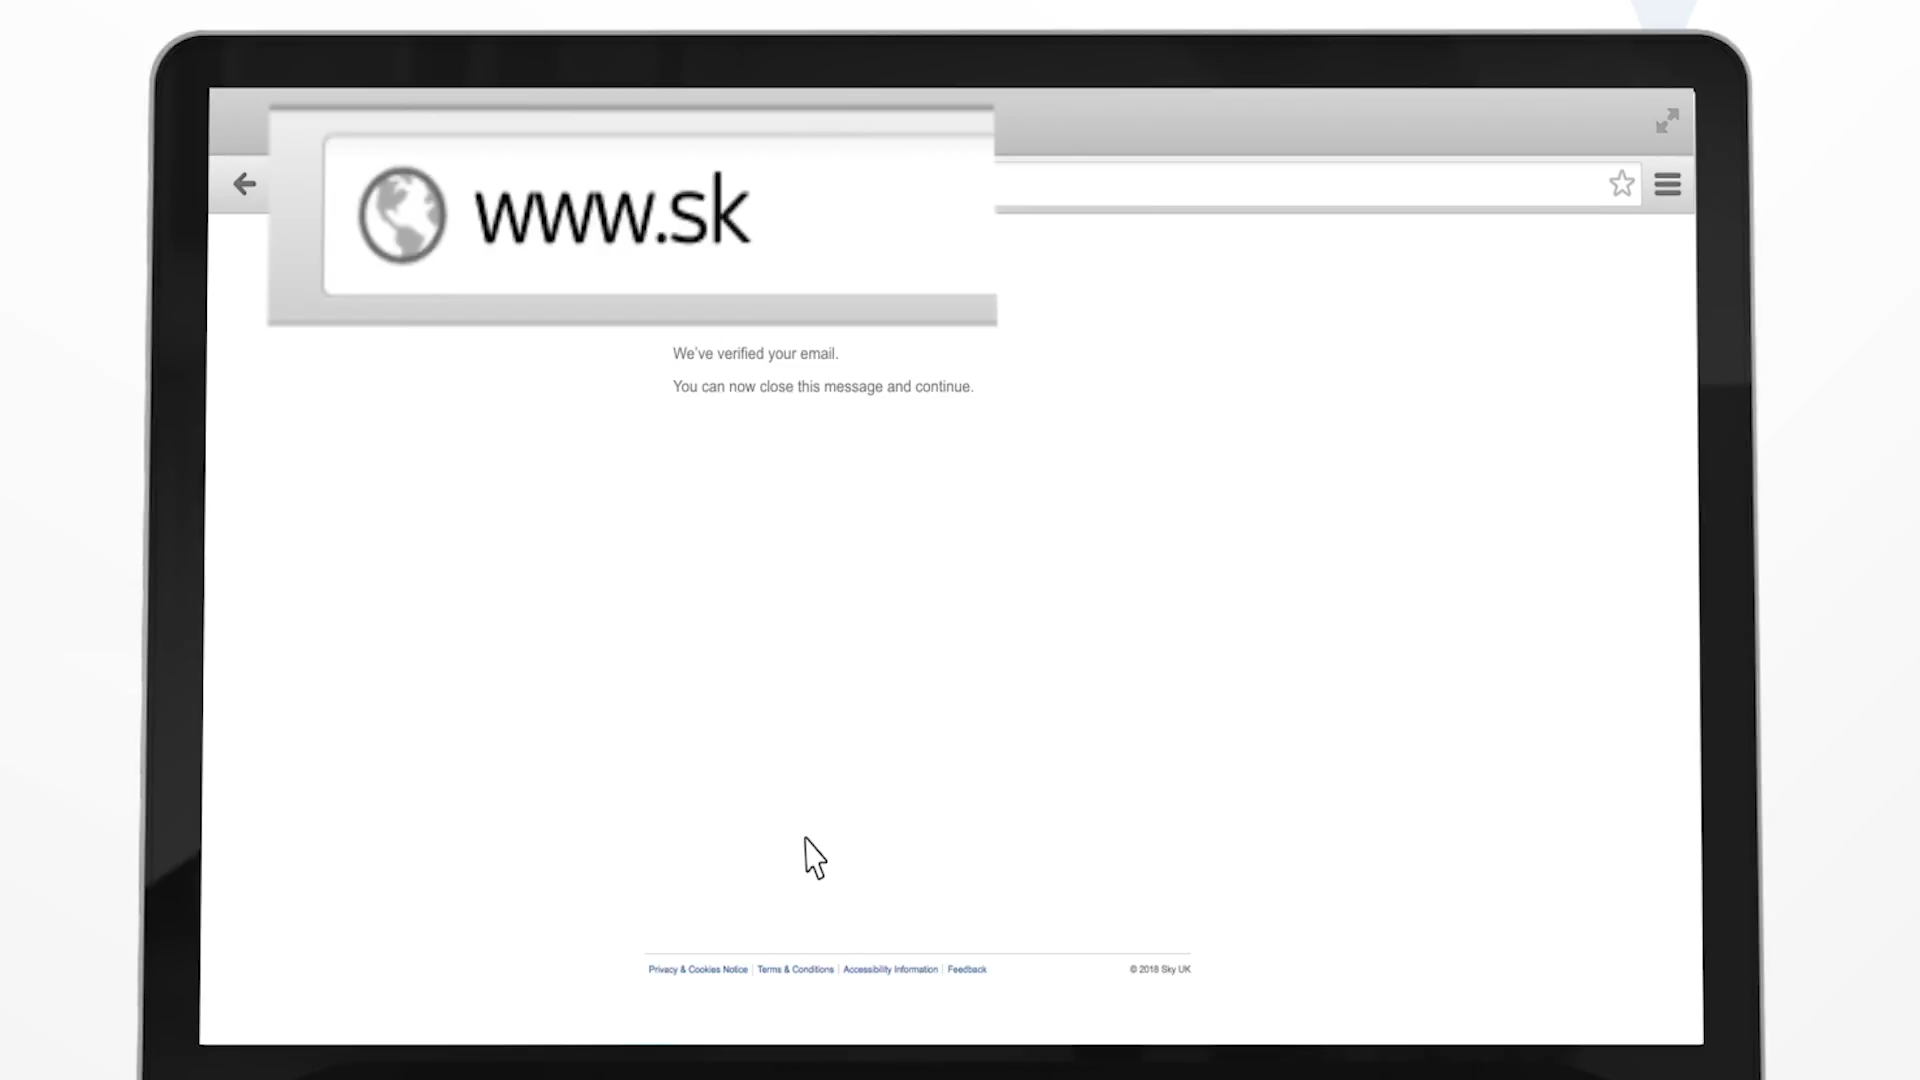 www.sk
We've verified your email.
You can now close this message and continue.
Privacy & Cookies Notice | Terms & Conditions | Accessibility Information | Feedback © 2018 Sky UK